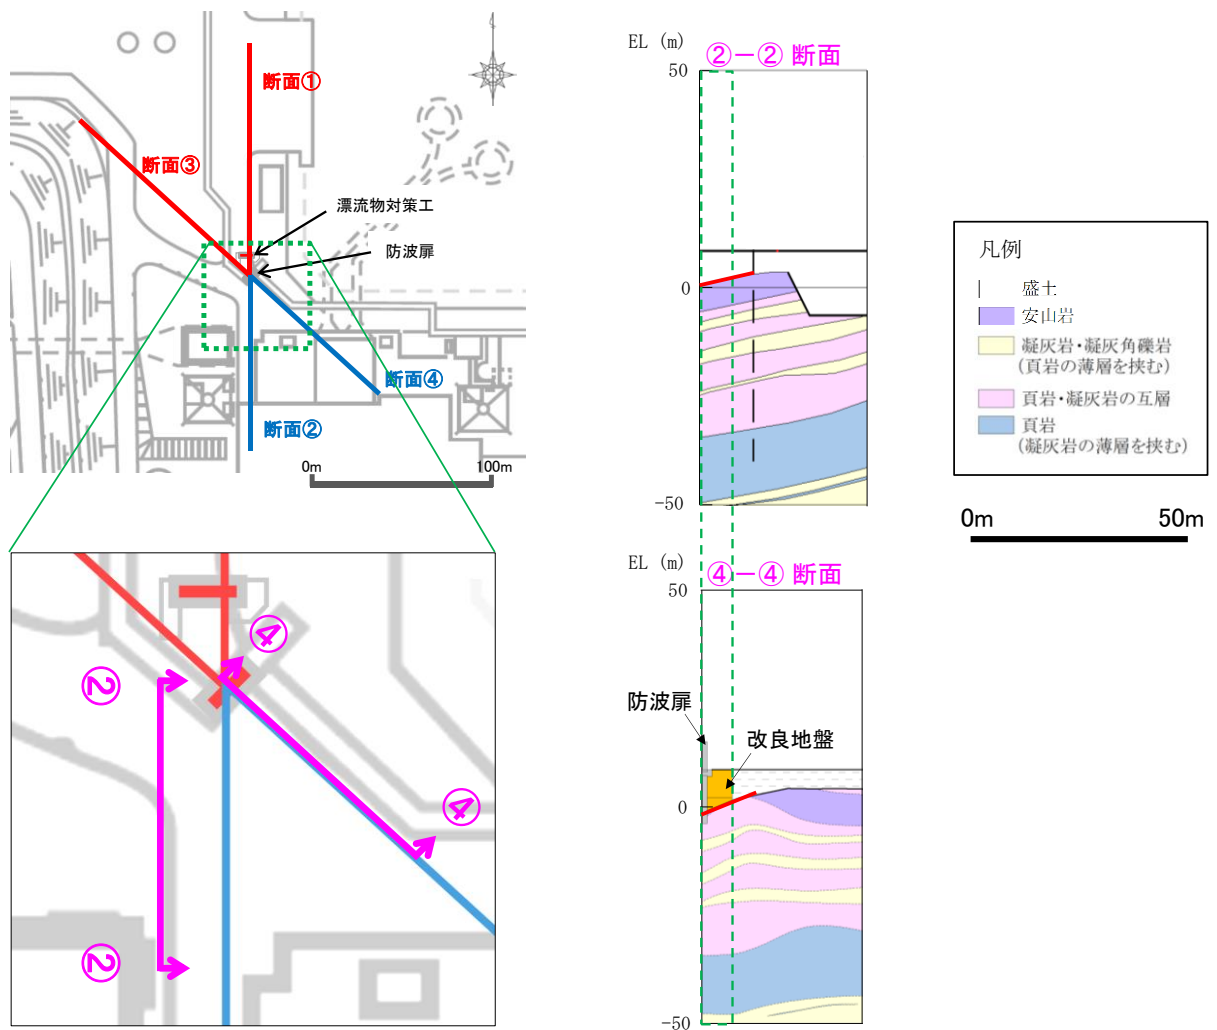 断面①
断面③
漂流物対策工
防波扉
断面④
断面②
0m
100m
④
②
④
②
EL (m)
②－② 断面
50
0
-50
EL (m)
④－④ 断面
50
防波扉
改良地盤
0
-50
凡例
盛土
安山岩
凝灰岩・凝灰角礫岩
(頁岩の薄層を挟む)
頁岩・凝灰岩の互層
頁岩
(凝灰岩の薄層を挟む)
0m
50m